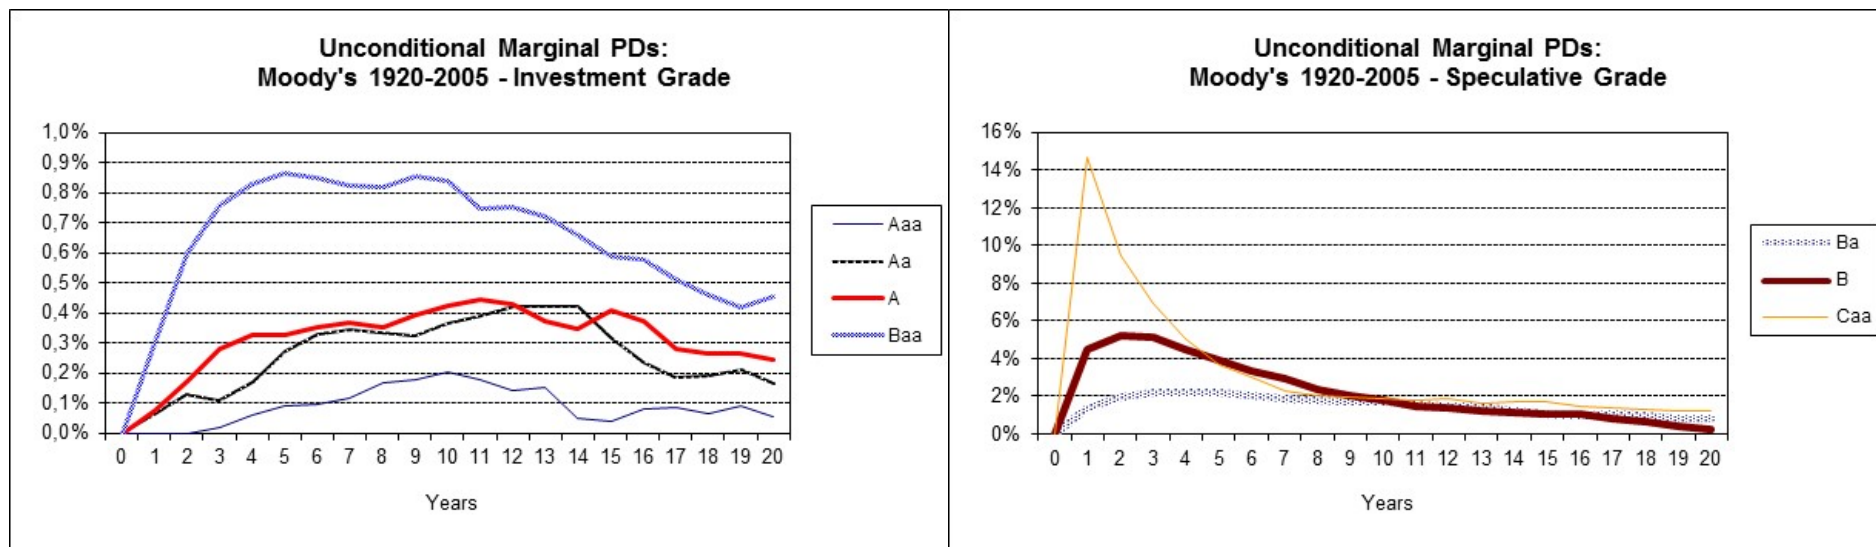 Unconditional Marginal PDs:
Moody's 1920-2005 - Investment Grade
1,0%
0,9%
0,8%
0,7%
0,6%
0,5%
0,4%
0,3%
0,2%
0,1%
0,0%
0 1 2 3 4 5 6 7 8 9 10 11 12 13 14 15 16 17 18 19 20
Years
Aaa
Aa
A
Baa
Unconditional Marginal PDs:
Moody's 1920-2005 - Speculative Grade
16%
14%
12%
10%
8%
6%
4%
2%
0%
0 1 2 3 4 5 6 7 8 9 10 11 12 13 14 15 16 17 18 19 20
Years
Ba
B
Caa